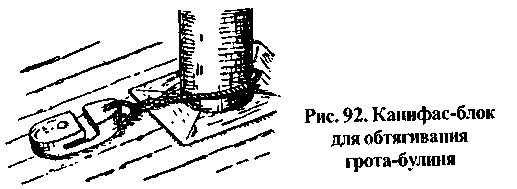 Рис. 92. Канифас-блок
для обтягивания
грота-булиня